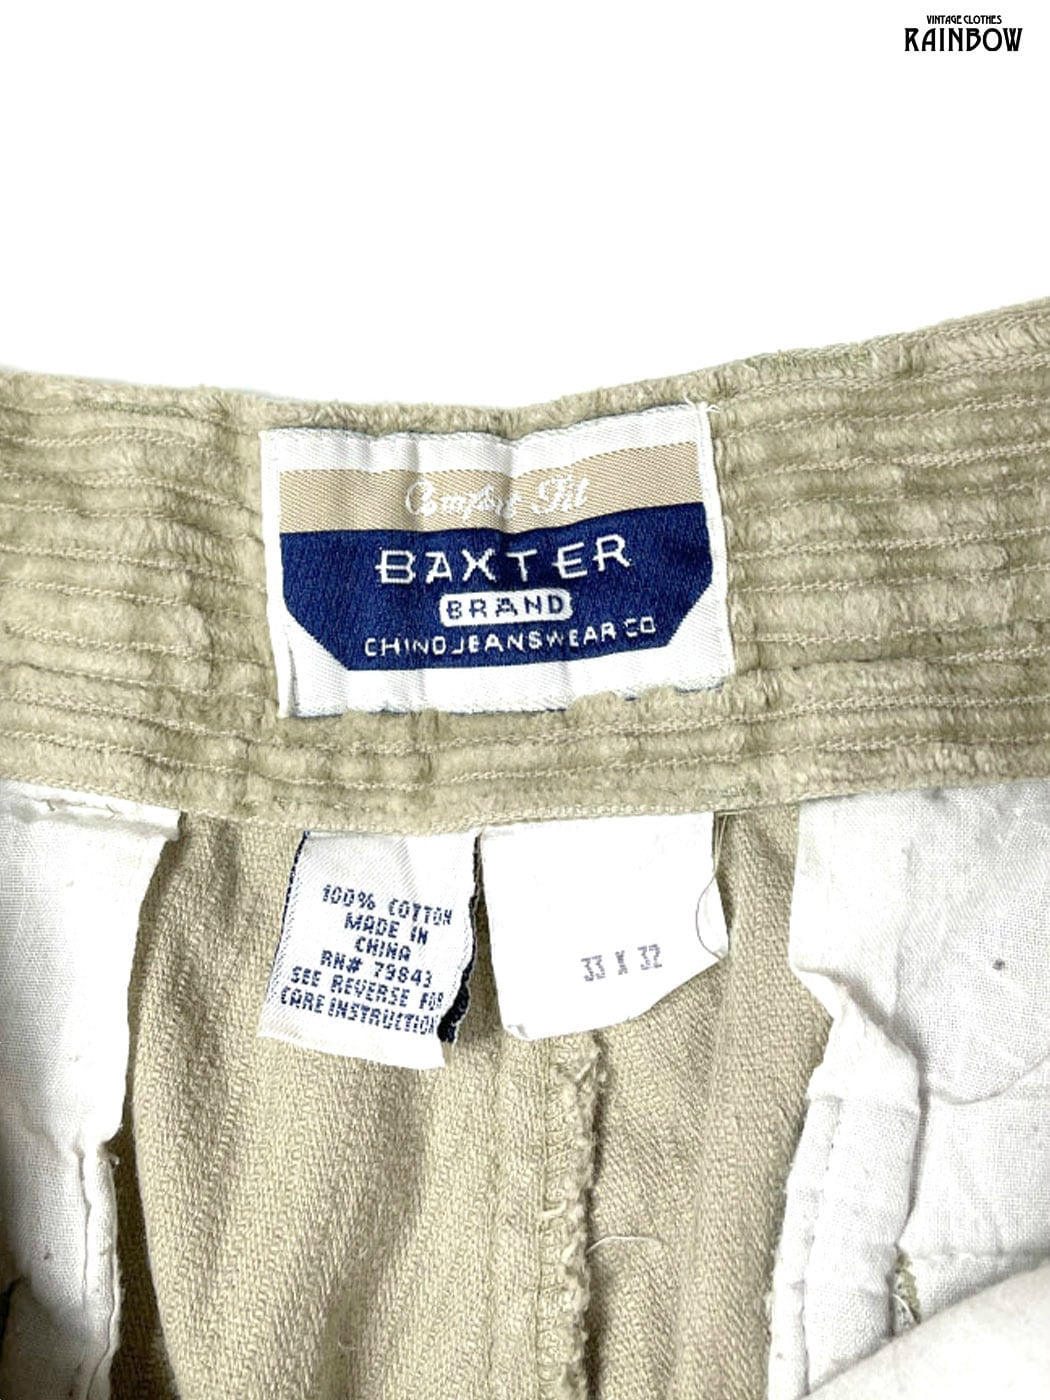 VINTAGE CLOTHES
RAINBOW
Comfort Fit
BAXTER
BRAND
CHINO JEANSWEAR CO
100% COTTON
MADE IN
CHINA
RN# 79843
SEE REVERSE FOR
CARE INSTRUCTION
33 X 32